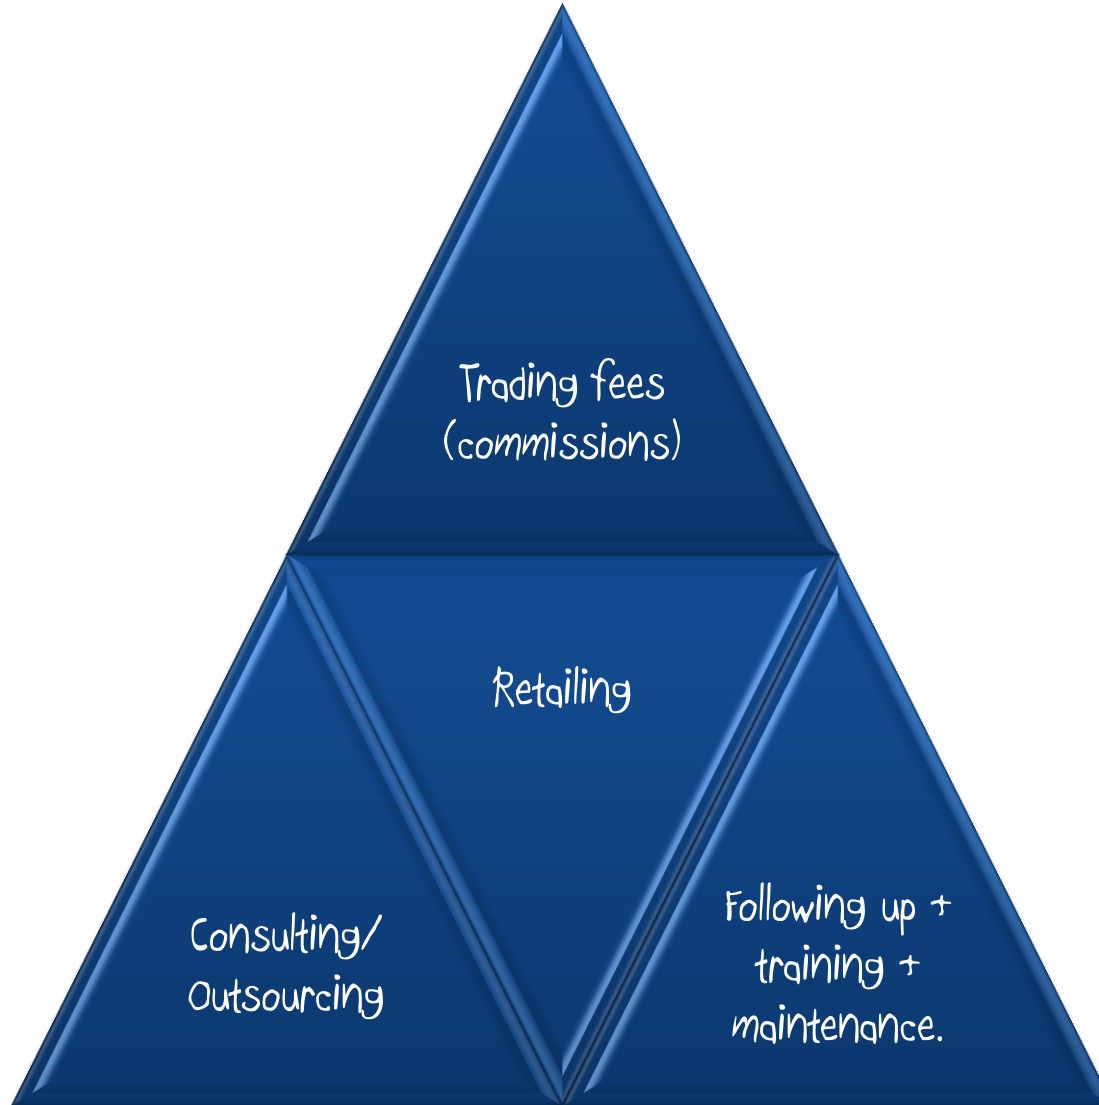 Trading fees
(commissions)
Retailing
Consulting/
Outsourcing
Following up +
training +
maintenance.